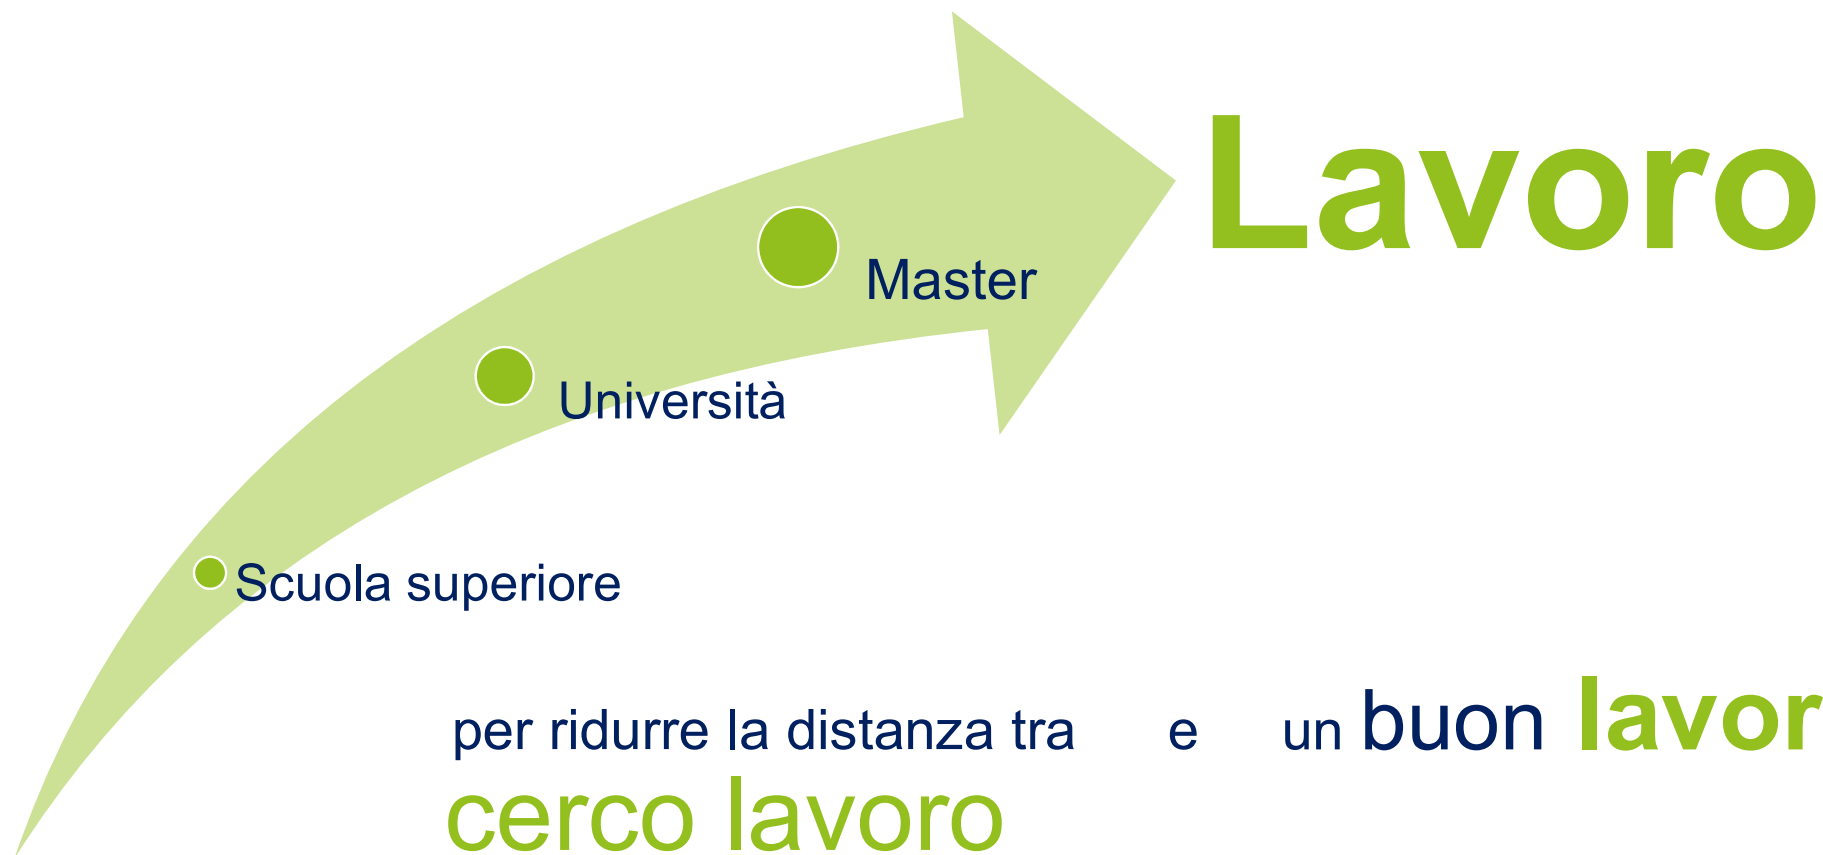 Lavoro
Master
Università
Scuola superiore
per ridurre la distanza tra e un buon lavor
cerco lavoro